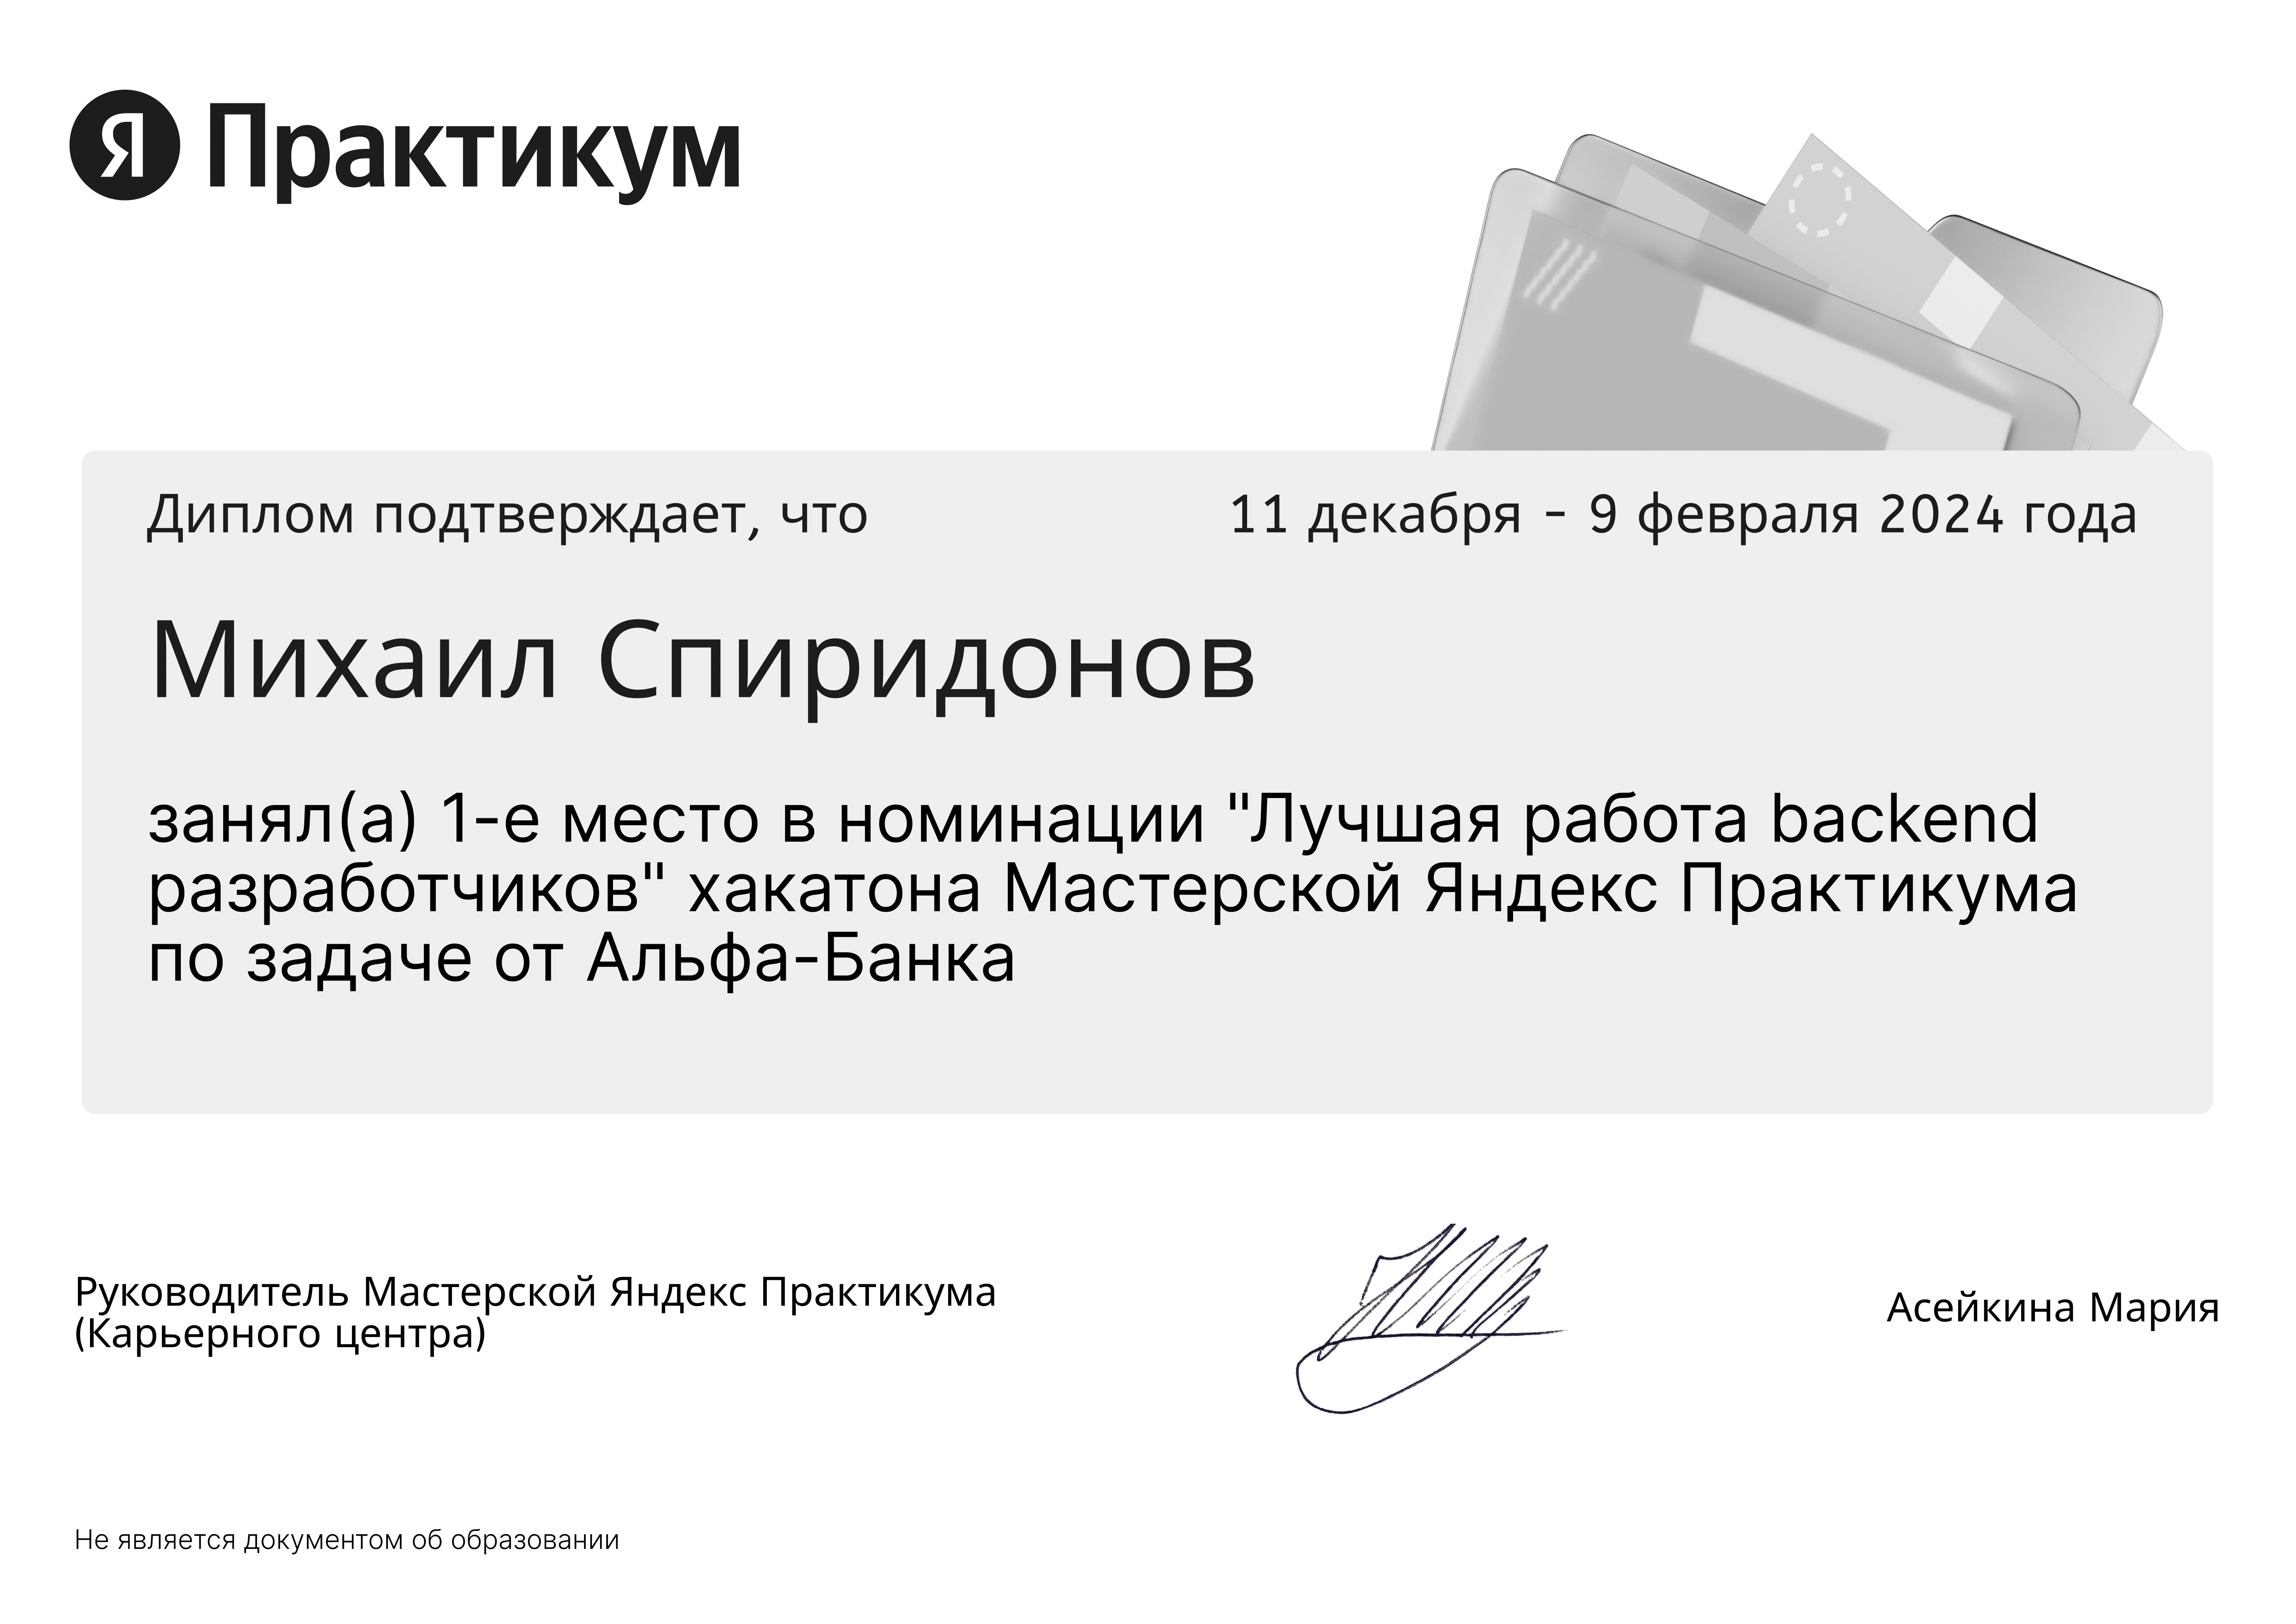 Я Практикум
Диплом подтверждает, что
11 декабря - 9 февраля 2024 года
Михаил Спиридонов
занял(а) 1-е место в номинации "Лучшая работа backend
разработчиков" хакатона Мастерской Яндекс Практикума
по задаче от Альфа-Банка
Руководитель Мастерской Яндекс Практикума
(Карьерного центра)
Асейкина Мария
Не является документом об образовании